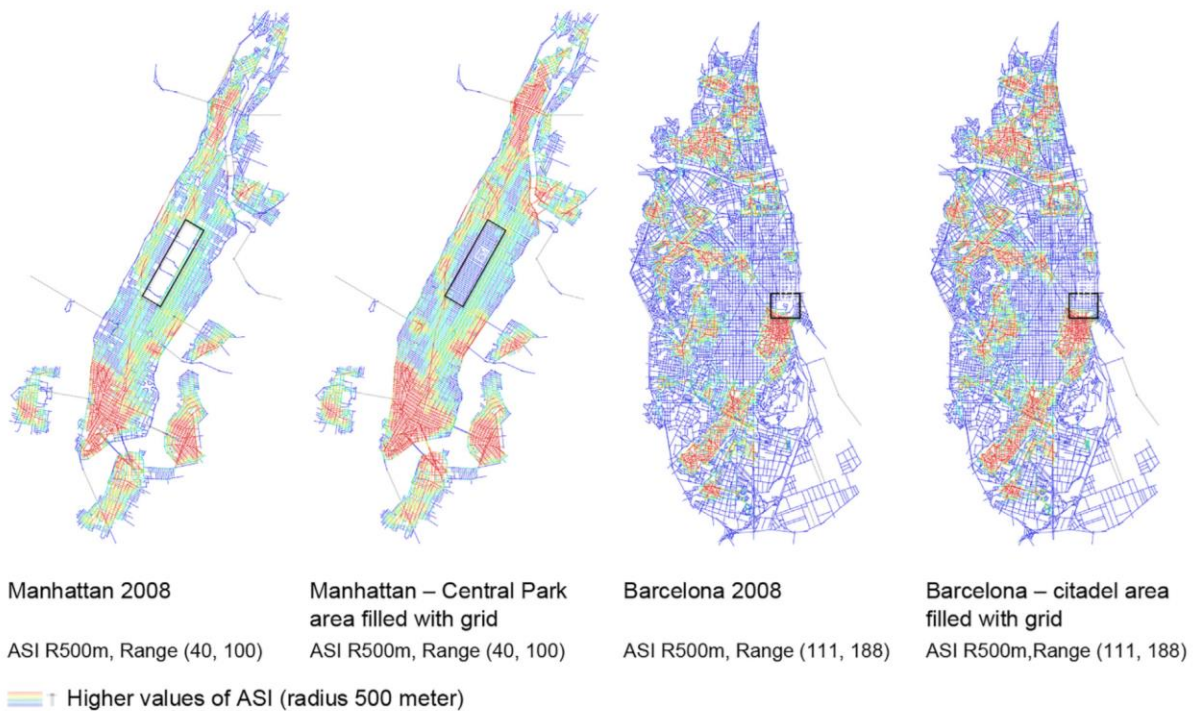 Manhattan 2008
Manhattan – Central Park
area filled with grid
Barcelona 2008
Barcelona – citadel area
filled with grid
ASI R500m, Range (40, 100)
ASI R500m, Range (40, 100)
ASI R500m, Range (111, 188)
ASI R500m,Range (111, 188)
↑ Higher values of ASI (radius 500 meter)